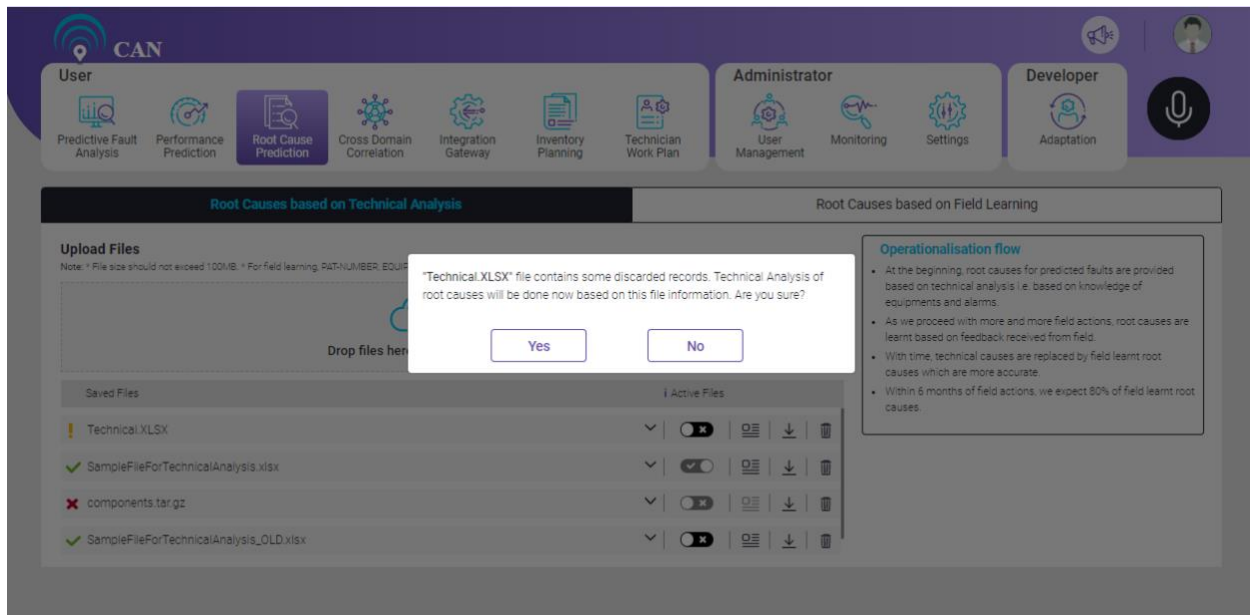 CAN
User
Administrator
Developer
Predictive Fault
Analysis
Performance
Prediction
Root Cause
Prediction
Cross Domain
Correlation
Integration
Gateway
Inventory
Planning
Technician
Work Plan
User
Management
Monitoring
Settings
Adaptation
Root Causes based on Technical Analysis
Root Causes based on Field Learning
Upload Files
Note: * File size should not exceed 100MB. * For field learning, PAT-NUMBER, EQUIP
Drop files here
"Technical.XLSX" file contains some discarded records. Technical Analysis of
root causes will be done now based on this file information. Are you sure?
Yes
No
Operationalisation flow
• At the beginning, root causes for predicted faults are provided
based on technical analysis i.e. based on knowledge of
equipments and alarms.
• As we proceed with more and more field actions, root causes are
learnt based on feedback received from field.
• With time, technical causes are replaced by field learnt root
causes which are more accurate.
• Within 6 months of field actions, we expect 80% of field learnt root
causes.
Saved Files
i Active Files
Technical.XLSX
SampleFileForTechnicalAnalysis.xlsx
components.tar.gz
SampleFileForTechnicalAnalysis_OLD.xlsx